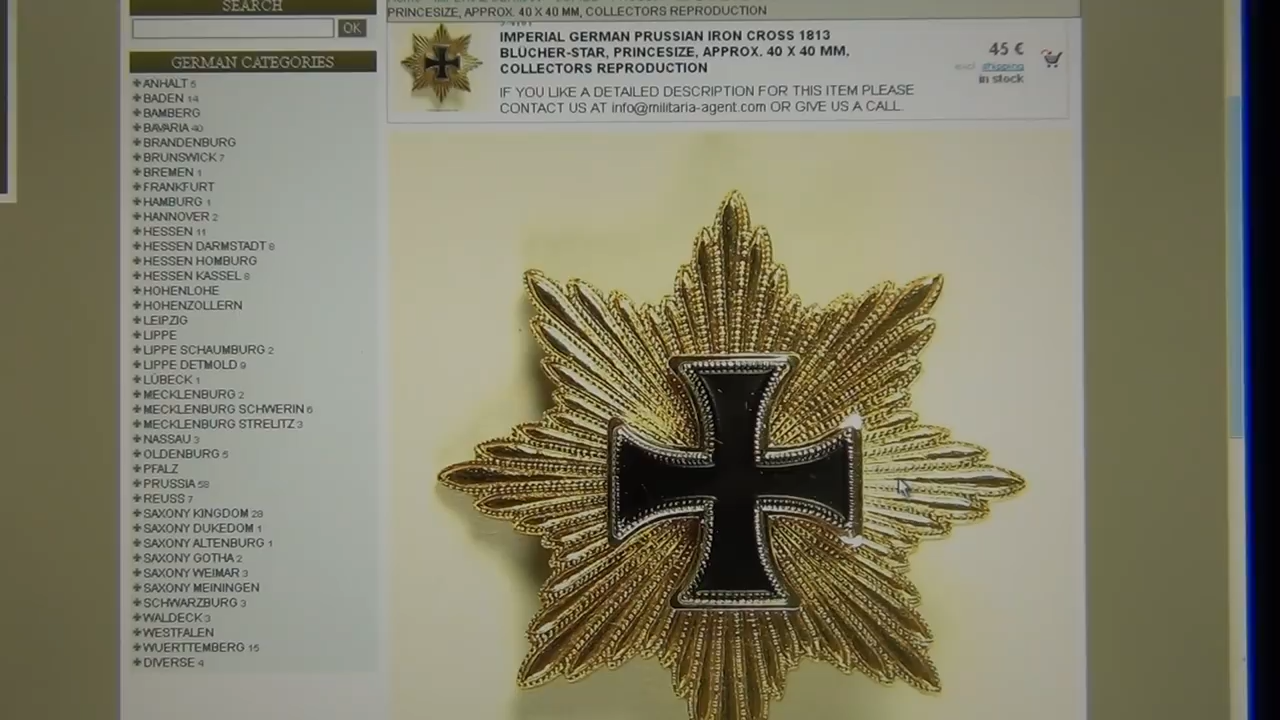 SEARCH
OK
GERMAN CATEGORIES
ANHALT 5
BADEN 14
BAMBERG
BAVARIA 40
BRANDENBURG
BRUNSWICK 7
BREMEN 1
FRANKFURT
HAMBURG 1
HANNOVER 2
HESSEN 11
HESSEN DARMSTADT 8
HESSEN HOMBURG
HESSEN KASSEL 8
HOHENLOHE
HOHENZOLLERN
LEIPZIG
LIPPE
LIPPE SCHAUMBURG 2
LIPPE DETMOLD 9
LÜBECK 1
MECKLENBURG 2
MECKLENBURG SCHWERIN 6
MECKLENBURG STRELITZ 3
NASSAU 3
OLDENBURG 5
PFALZ
PRUSSIA 58
REUSS 7
SAXONY KINGDOM 28
SAXONY DUKEDOM 1
SAXONY ALTENBURG 1
SAXONY GOTHA 2
SAXONY WEIMAR 3
SAXONY MEININGEN
SCHWARZBURG 3
WALDECK 3
WESTFALEN
WUERTTEMBERG 15
DIVERSE 4
PRINCESIZE, APPROX. 40 X 40 MM, COLLECTORS REPRODUCTION
IMPERIAL GERMAN PRUSSIAN IRON CROSS 1813
BLÜCHER-STAR, PRINCESIZE, APPROX. 40 X 40 MM,
COLLECTORS REPRODUCTION
IF YOU LIKE A DETAILED DESCRIPTION FOR THIS ITEM PLEASE
CONTACT US AT info@militaria-agent.com OR GIVE US A CALL.
45 €
excl. shipping
in stock